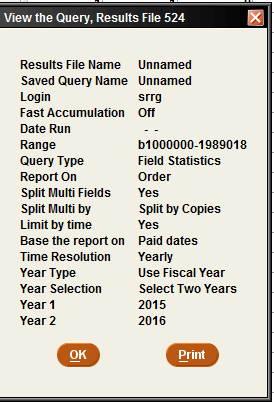 View the Query, Results File 524
Results File Name Unnamed
Saved Query Name Unnamed
Login srrg
Fast Accumulation Off
Date Run - -
Range b1000000-1989018
Query Type Field Statistics
Report On Order
Split Multi Fields Yes
Split Multi by Split by Copies
Limit by time Yes
Base the report on Paid dates
Time Resolution Yearly
Year Type Use Fiscal Year
Year Selection Select Two Years
Year 1 2015
Year 2 2016
OK Print